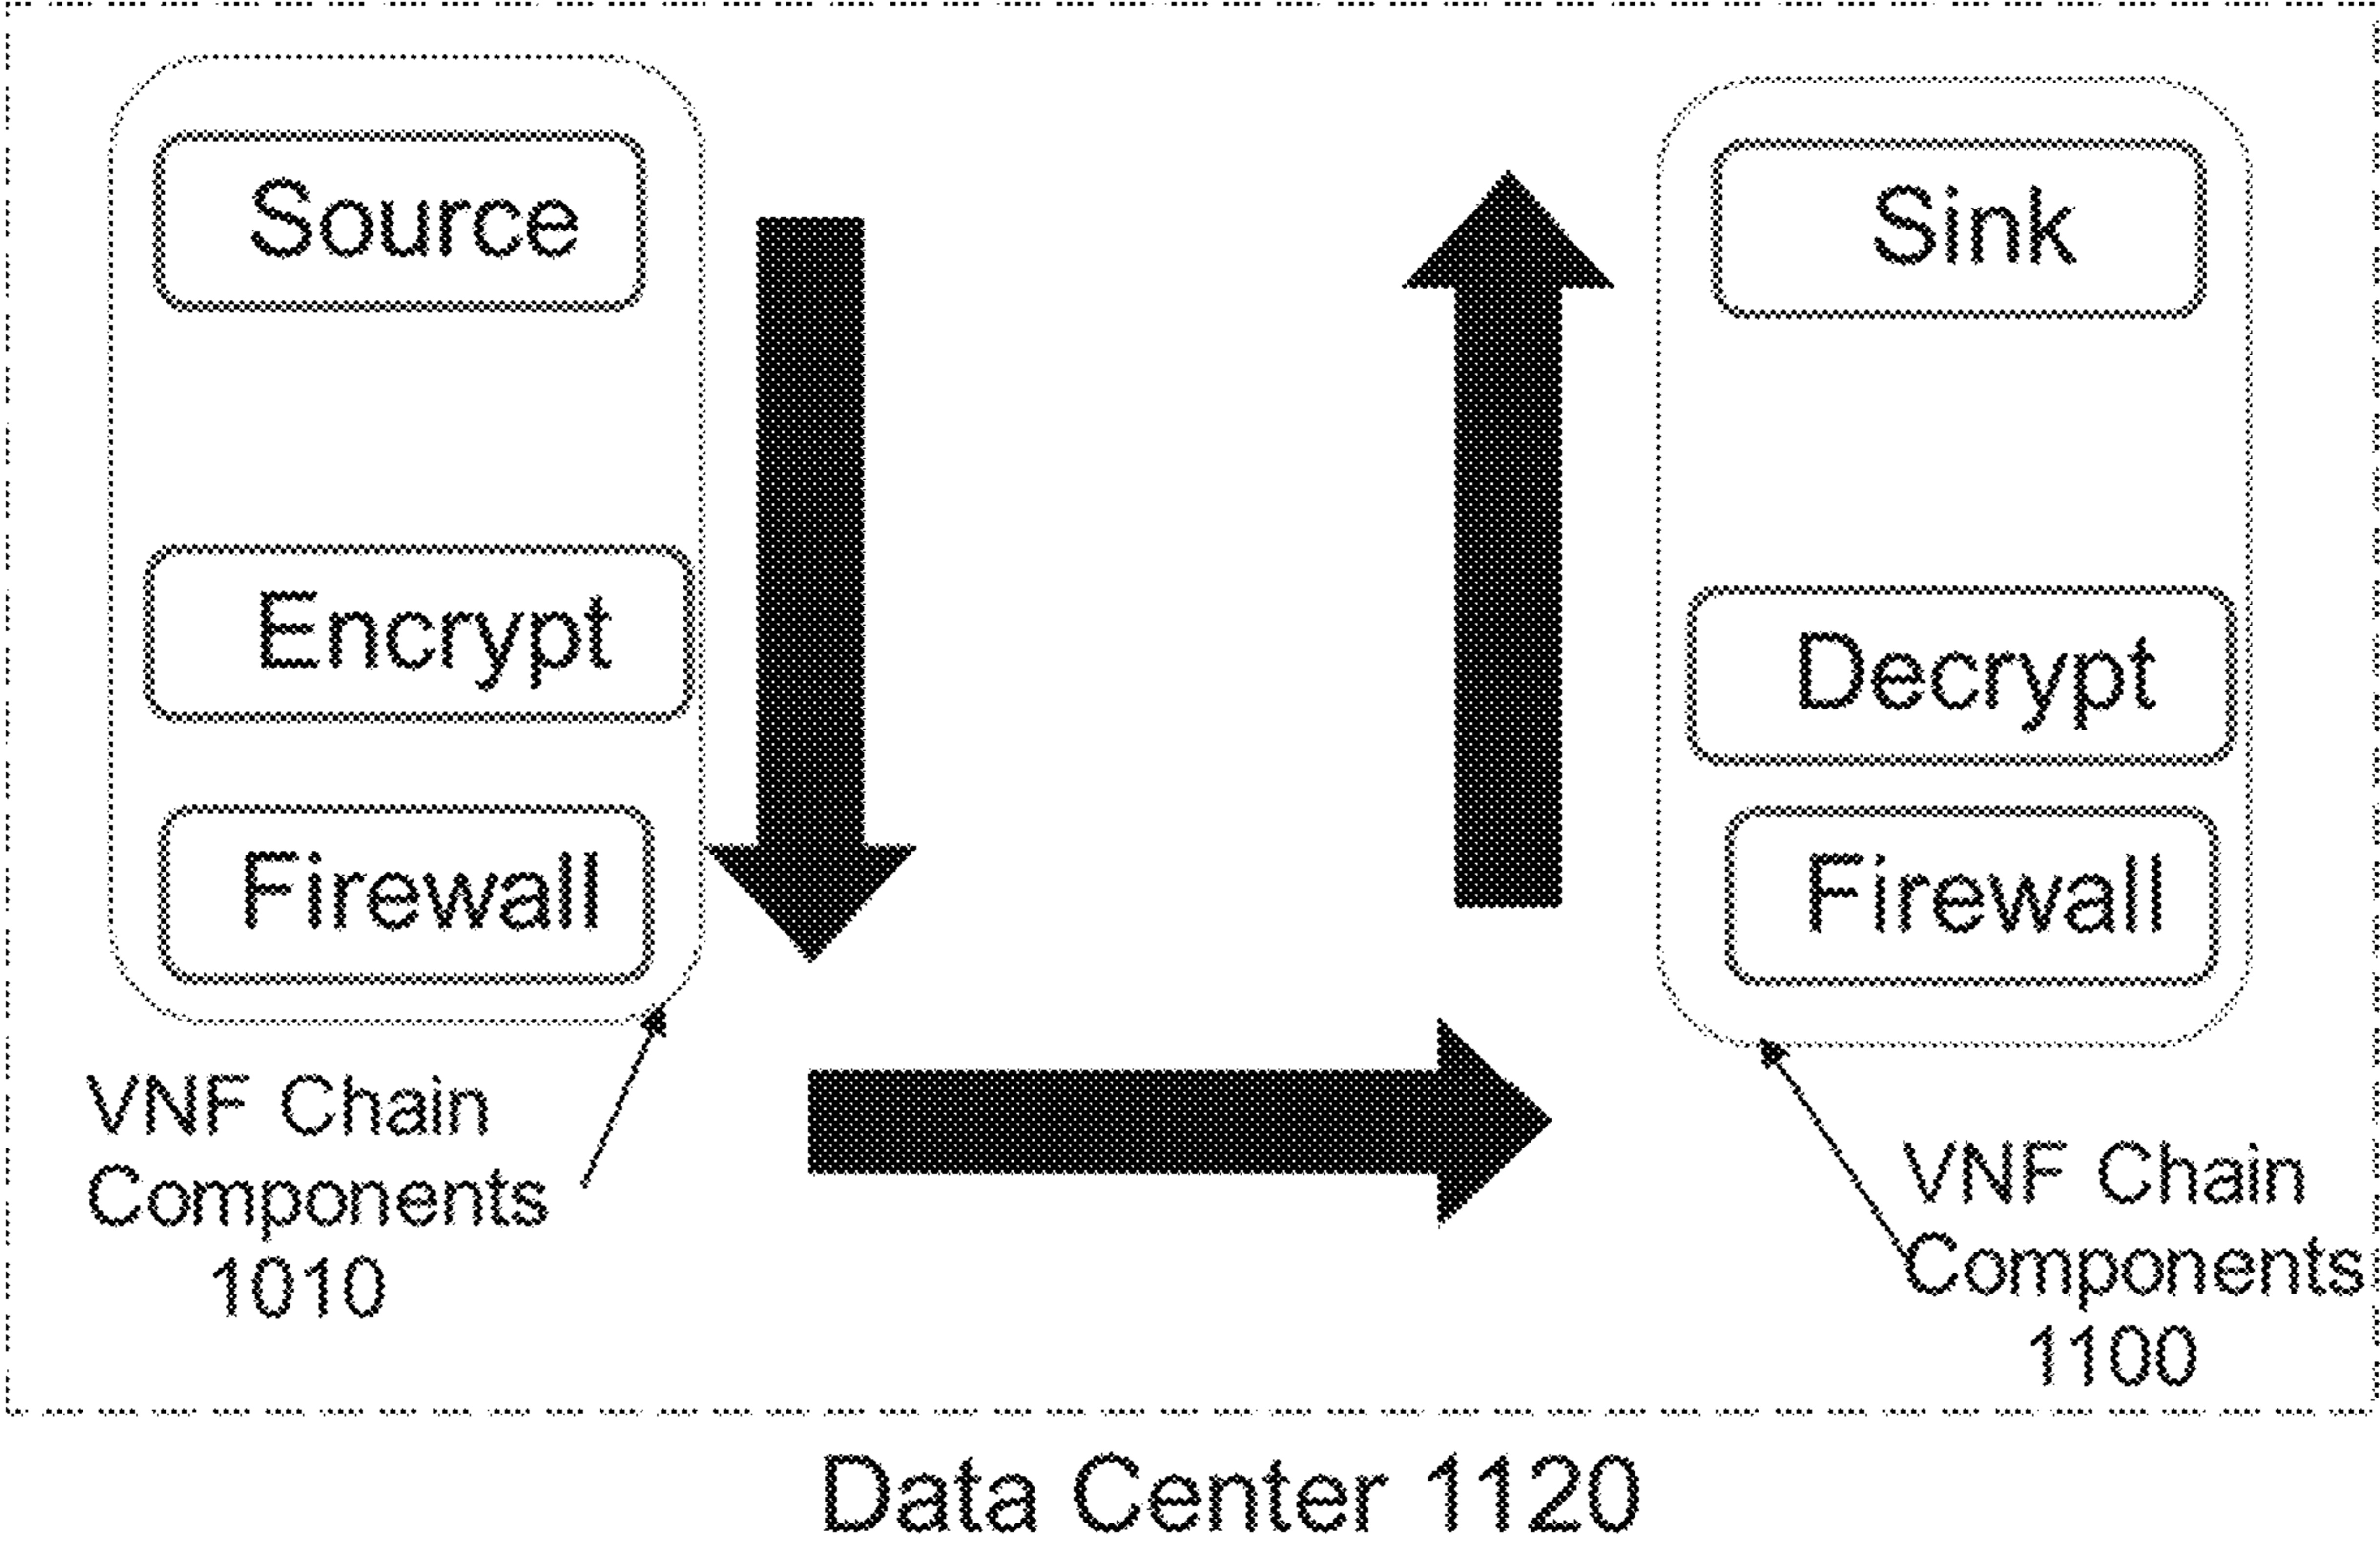 Source
Encrypt
Firewall
VNF Chain
Components
1010
Sink
Decrypt
Firewall
VNF Chain
Components
1100
Data Center 1120